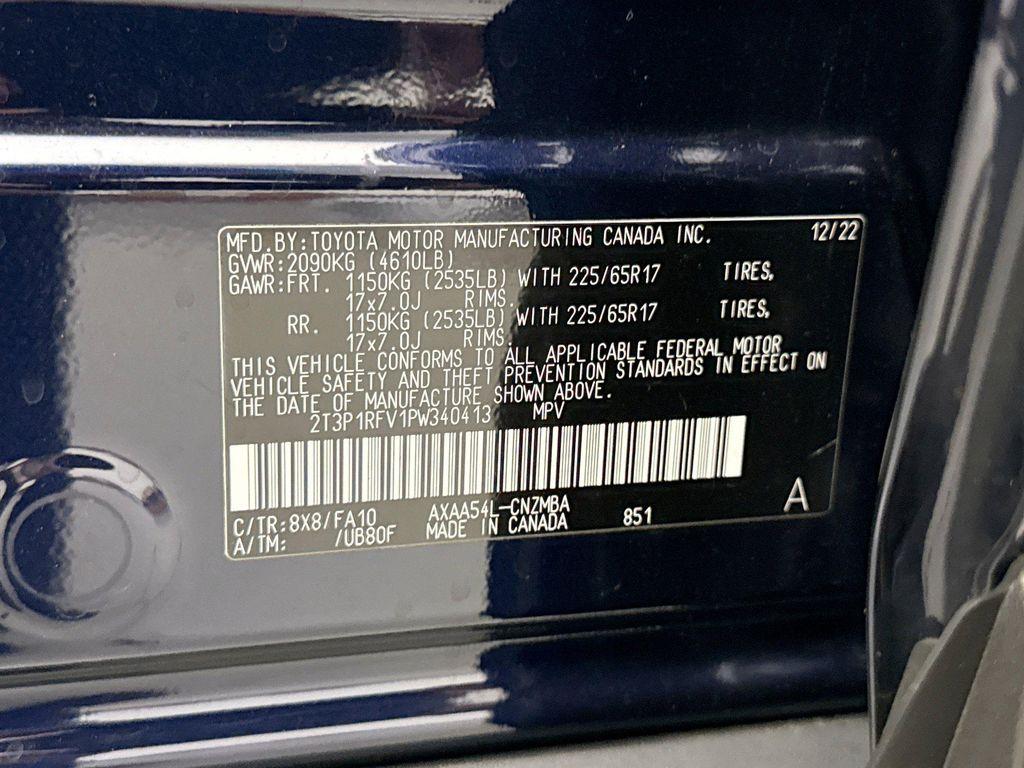 MFD.BY:TOYOTA MOTOR MANUFACTURING CANADA INC. 12/22
GVWR:2090KG (4610LB)
GAWR:FRT. 1150KG (2535LB) WITH 225/65R17 TIRES,
17x7.0J RIMS.
RR. 1150KG (2535LB) WITH 225/65R17 TIRES,
17x7.0J RIMS.
THIS VEHICLE CONFORMS TO ALL APPLICABLE FEDERAL MOTOR
VEHICLE SAFETY AND THEFT PREVENTION STANDARDS IN EFFECT ON
THE DATE OF MANUFACTURE SHOWN ABOVE.
2T3P1RFV1PW340413 MPV
C/TR:8X8/FA10 AXAA54L-CNZMBA 851 A
A/TM: /UB80F MADE IN CANADA